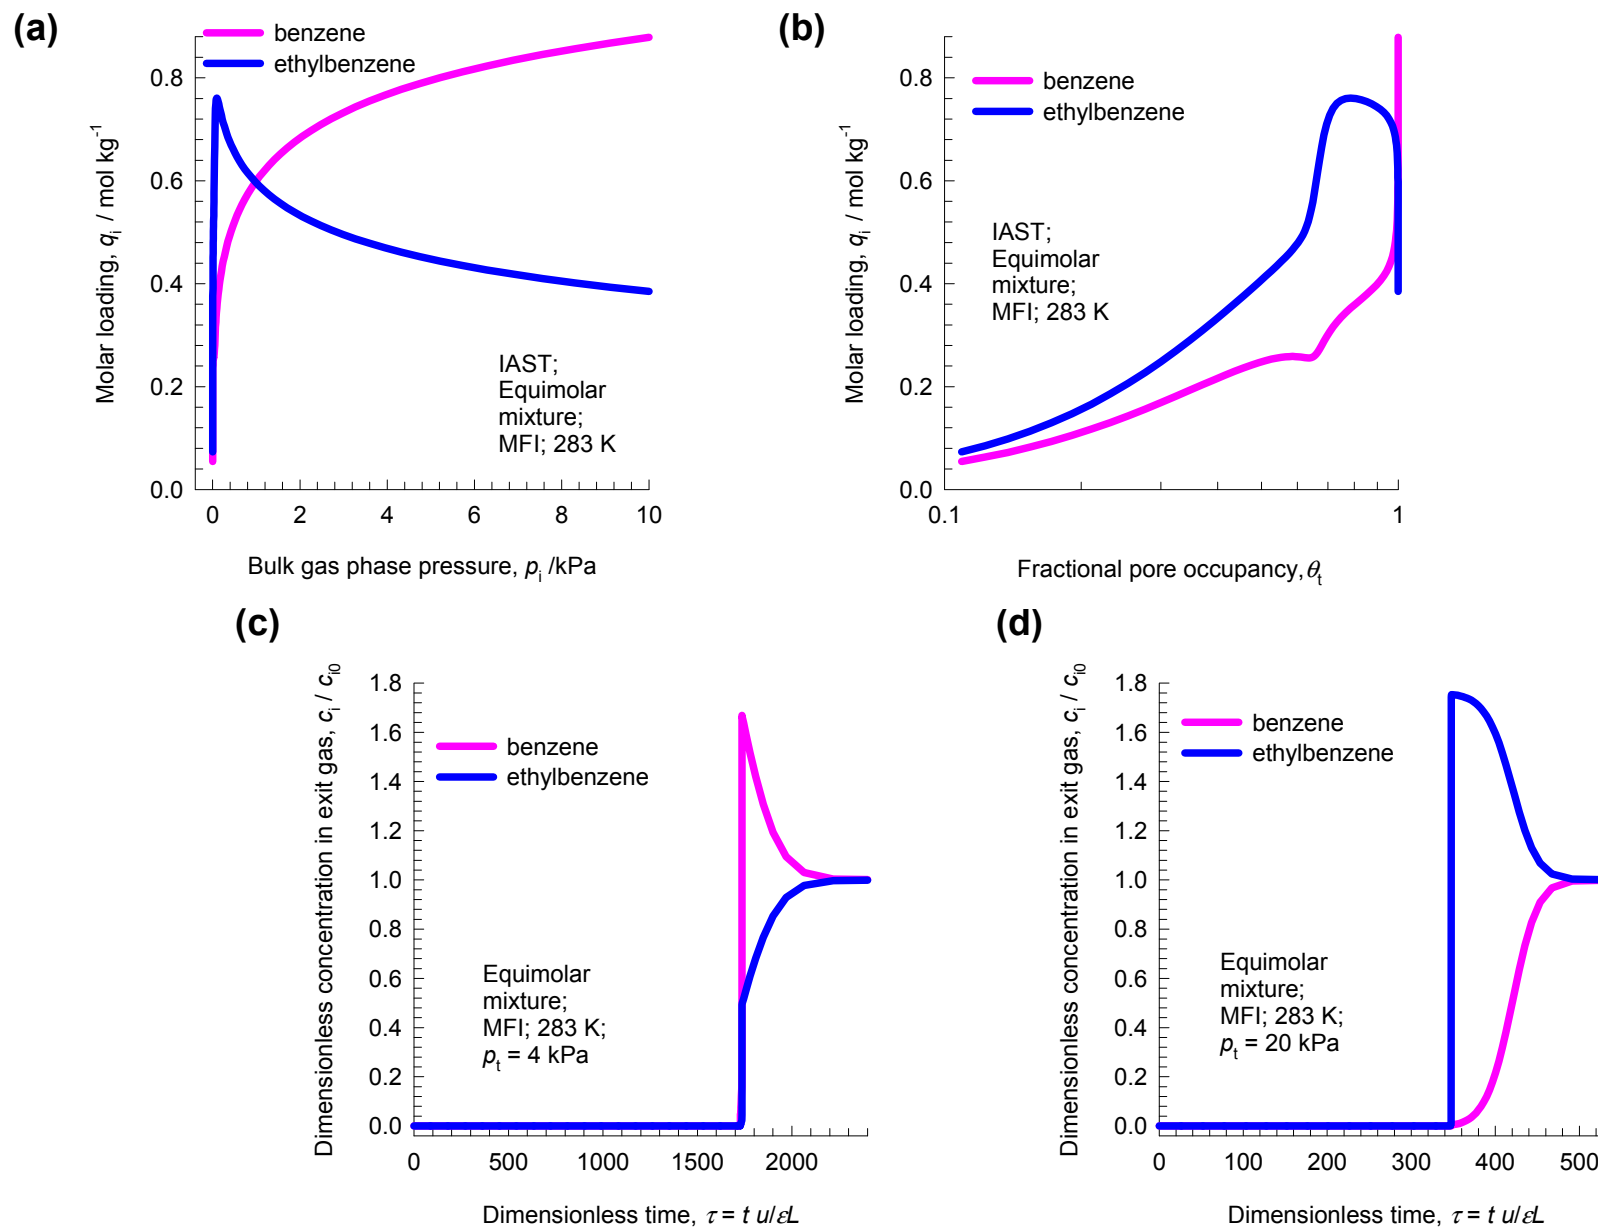 (a)
benzene
ethylbenzene
Molar loading, qi / mol kg-1
0.8
0.6
0.4
0.2
0.0
IAST;
Equimolar
mixture;
MFI; 283 K
0 2 4 6 8 10
Bulk gas phase pressure, pi /kPa
(b)
benzene
ethylbenzene
Molar loading, qi / mol kg-1
0.8
0.6
0.4
0.2
0.0
IAST;
Equimolar
mixture;
MFI; 283 K
0.1 1
Fractional pore occupancy, θt
(c)
Dimensionless concentration in exit gas, ci / ci0
1.8
1.6
1.4
1.2
1.0
0.8
0.6
0.4
0.2
0.0
benzene
ethylbenzene
Equimolar
mixture;
MFI; 283 K;
pt = 4 kPa
0 500 1000 1500 2000
Dimensionless time, τ = t u/εL
(d)
Dimensionless concentration in exit gas, ci / ci0
1.8
1.6
1.4
1.2
1.0
0.8
0.6
0.4
0.2
0.0
benzene
ethylbenzene
Equimolar
mixture;
MFI; 283 K;
pt = 20 kPa
0 100 200 300 400 500
Dimensionless time, τ = t u/εL